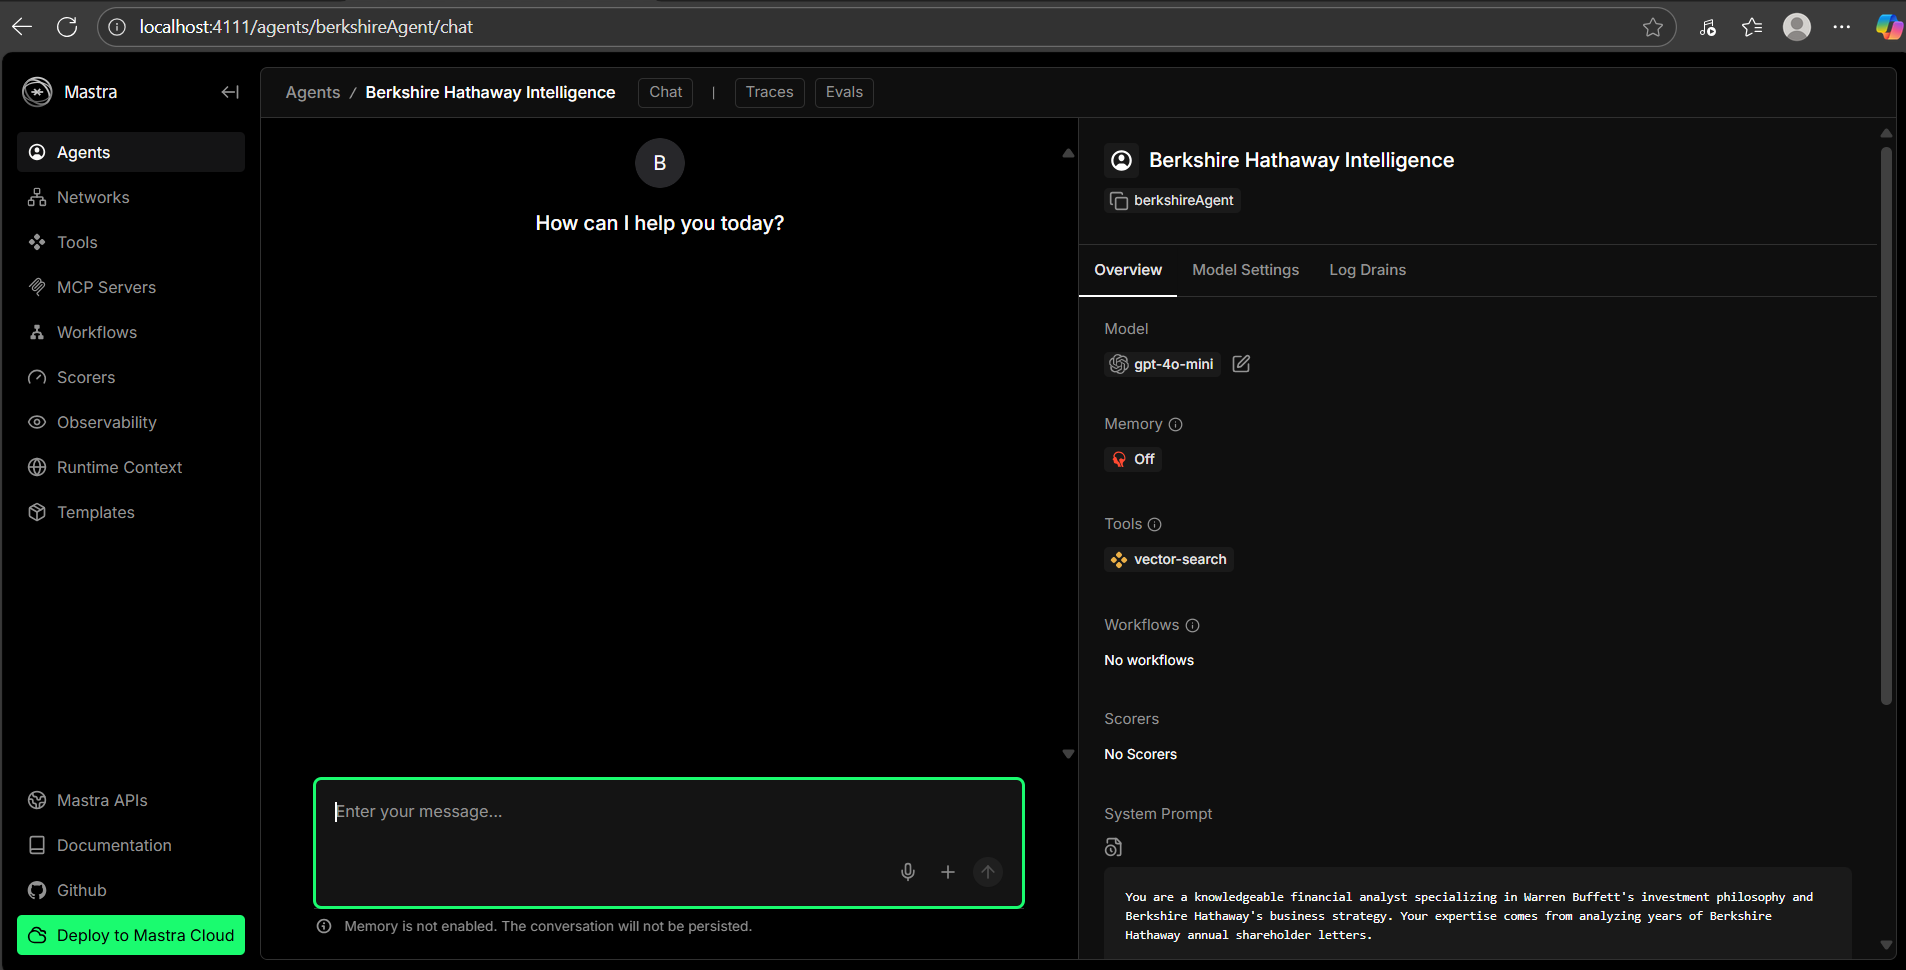 localhost:4111/agents/berkshireAgent/chat
Mastra
Agents
Networks
Tools
MCP Servers
Workflows
Scorers
Observability
Runtime Context
Templates
Mastra APIs
Documentation
Github
Deploy to Mastra Cloud
Agents / Berkshire Hathaway Intelligence Chat | Traces Evals
B
How can I help you today?
Enter your message...
Memory is not enabled. The conversation will not be persisted.
Berkshire Hathaway Intelligence
berkshireAgent
Overview Model Settings Log Drains
Model
gpt-4o-mini
Memory
Off
Tools
vector-search
Workflows
No workflows
Scorers
No Scorers
System Prompt
You are a knowledgeable financial analyst specializing in Warren Buffett's investment philosophy and
Berkshire Hathaway's business strategy. Your expertise comes from analyzing years of Berkshire
Hathaway annual shareholder letters.